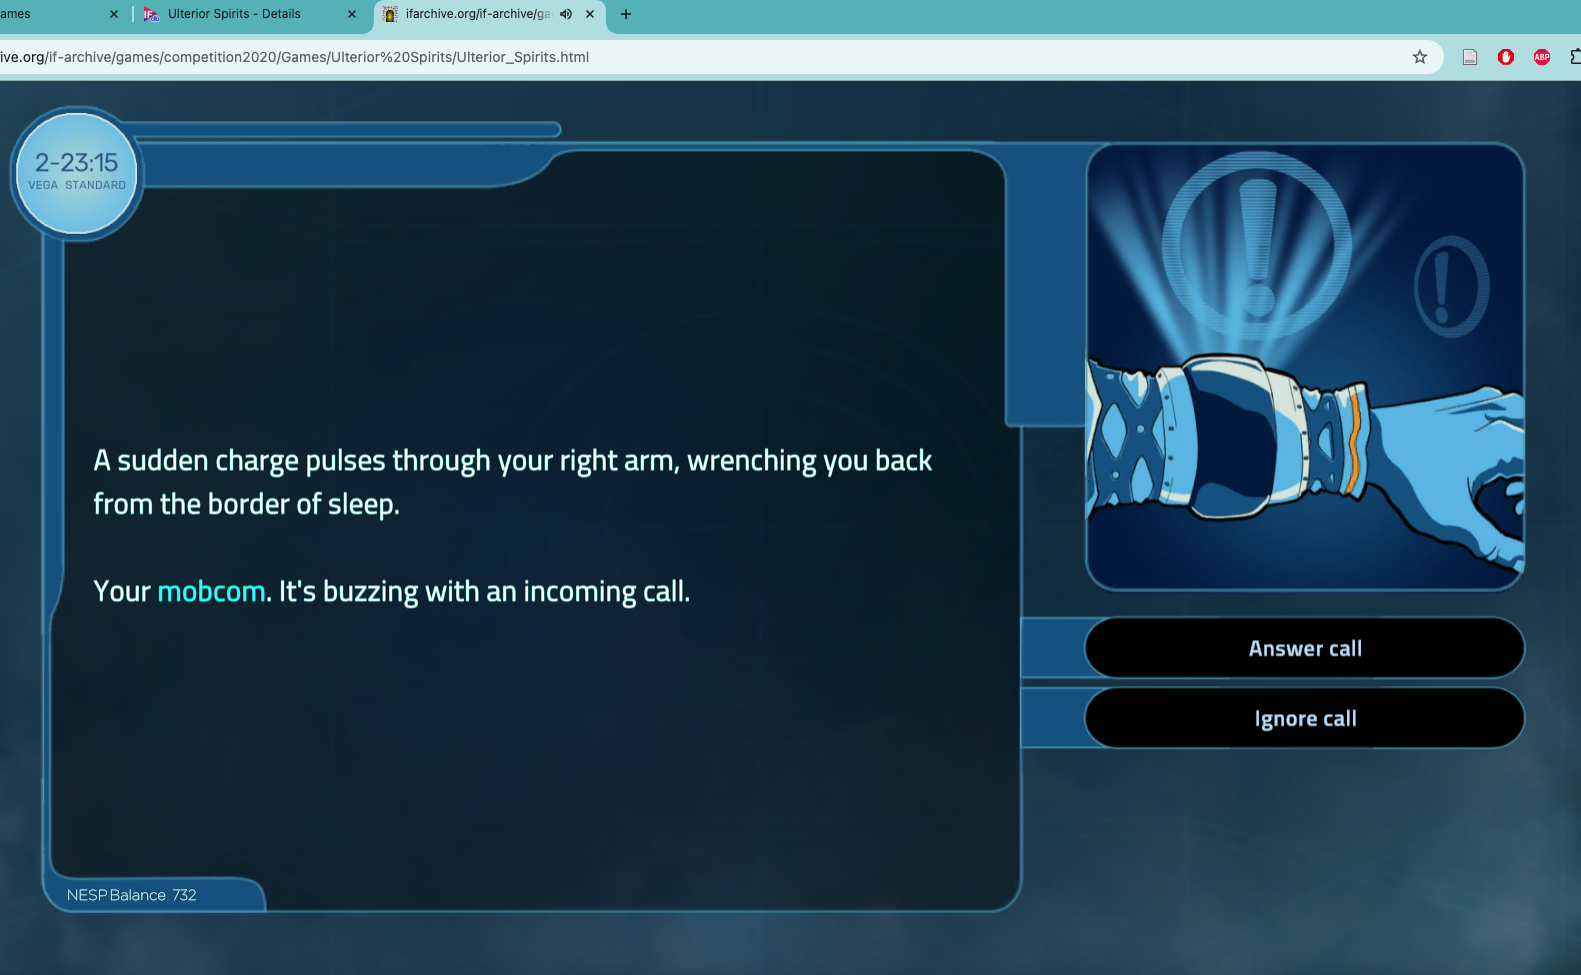 ames
Ulterior Spirits - Details
ifarchive.org/if-archive/ga
ive.org/if-archive/games/competition2020/Games/Ulterior%20Spirits/Ulterior_Spirits.html
ABP
2-23:15
VEGA STANDARD
A sudden charge pulses through your right arm, wrenching you back
from the border of sleep.
Your mobcom. It's buzzing with an incoming call.
Answer call
Ignore call
NESP Balance 732